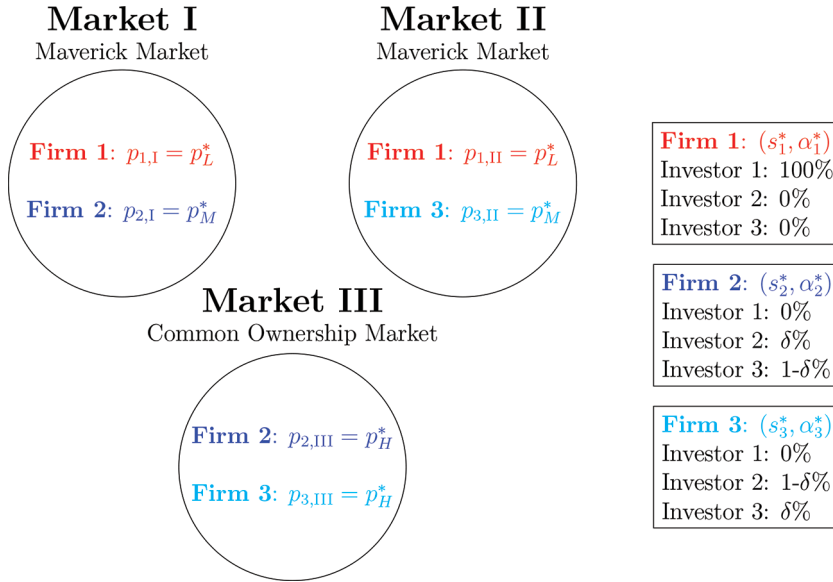 Market I
Maverick Market
Firm 1: p_{1,I} = p_L^*
Firm 2: p_{2,I} = p_M^*
Market II
Maverick Market
Firm 1: p_{1,II} = p_L^*
Firm 3: p_{3,II} = p_M^*
Market III
Common Ownership Market
Firm 2: p_{2,III} = p_H^*
Firm 3: p_{3,III} = p_H^*
Firm 1: (s_1^*, α_1^*)
Investor 1: 100%
Investor 2: 0%
Investor 3: 0%
Firm 2: (s_2^*, α_2^*)
Investor 1: 0%
Investor 2: δ%
Investor 3: 1-δ%
Firm 3: (s_3^*, α_3^*)
Investor 1: 0%
Investor 2: 1-δ%
Investor 3: δ%